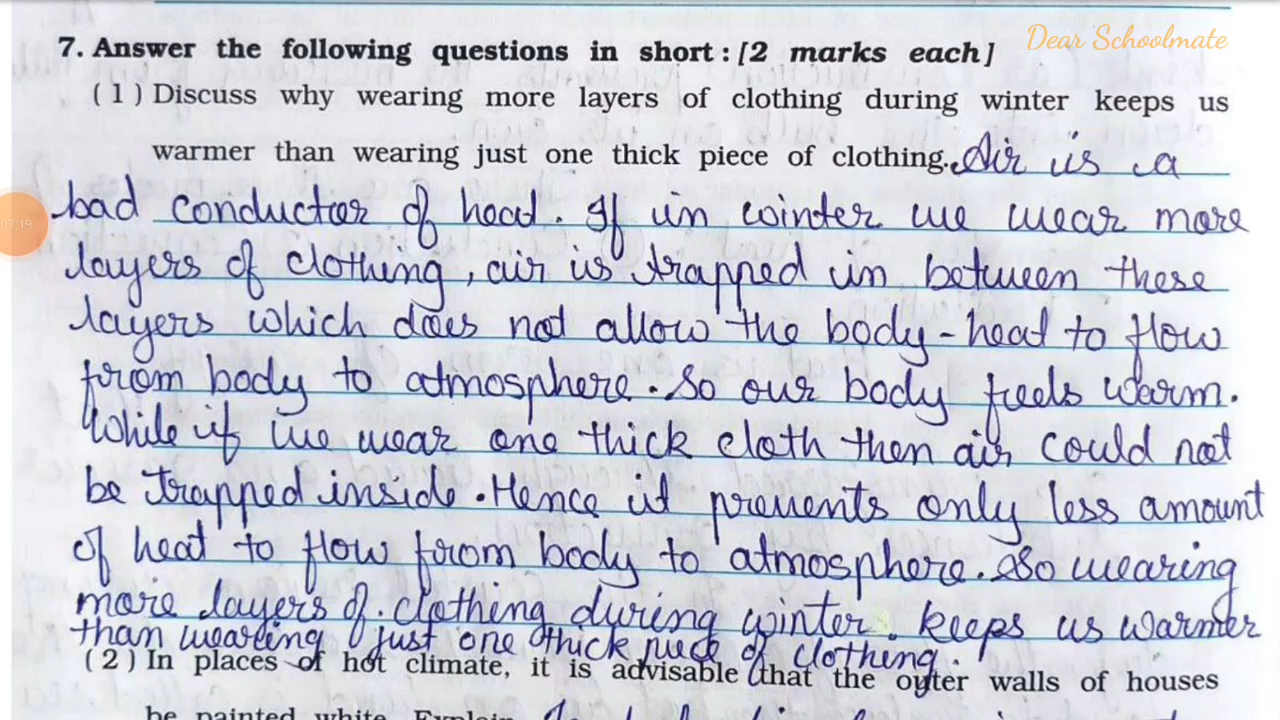 Dear Schoolmate
7. Answer the following questions in short : [2 marks each]
(1) Discuss why wearing more layers of clothing during winter keeps us
warmer than wearing just one thick piece of clothing. Air is a
07:19
bad conductor of heat. If in winter we wear more
layers of clothing, air is trapped in between these
layers which does not allow the body-heat to flow
from body to atmosphere. So our body feels warm.
While if we wear one thick cloth then air could not
be trapped inside. Hence it prevents only less amount
of heat to flow from body to atmosphere. So wearing
more layers of clothing during winter keeps us warmer
than wearing just one thick piece of clothing.
(2) In places of hot climate, it is advisable that the outer walls of houses
be painted white. Explain